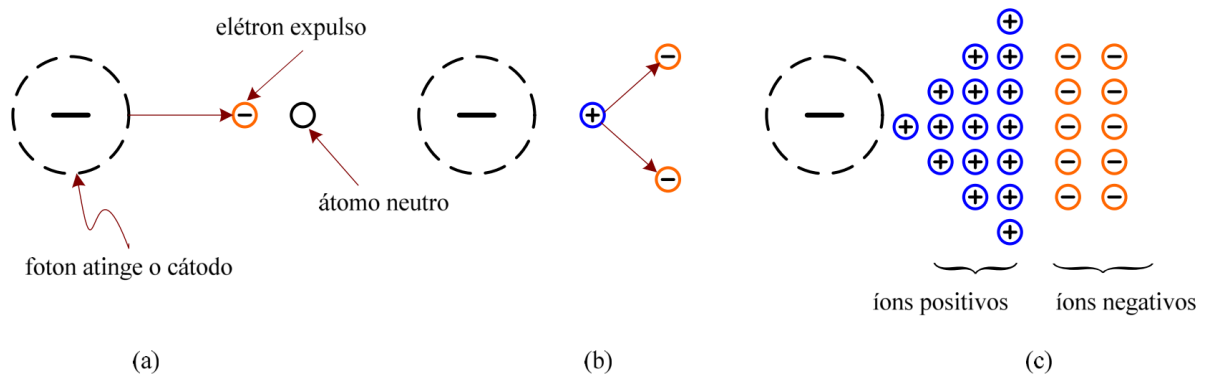 elétron expulso
átomo neutro
foton atinge o cátodo
íons positivos
íons negativos
(a)
(b)
(c)